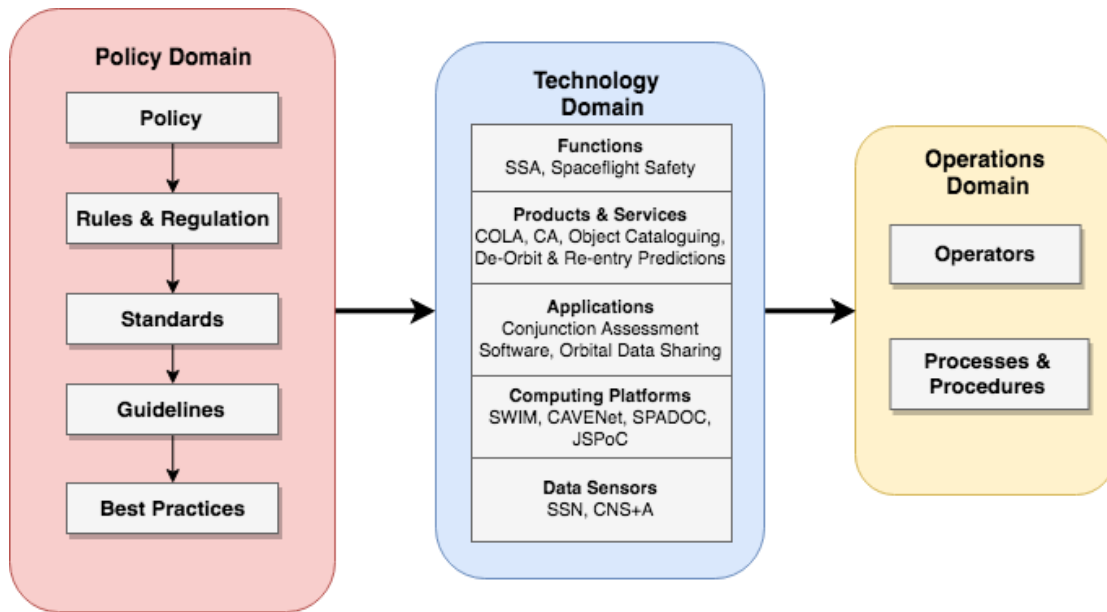 Policy Domain
Policy
Rules & Regulation
Standards
Guidelines
Best Practices
Technology
Domain
Functions
SSA, Spaceflight Safety
Products & Services
COLA, CA, Object Cataloguing,
De-Orbit & Re-entry Predictions
Applications
Conjunction Assessment
Software, Orbital Data Sharing
Computing Platforms
SWIM, CAVENet, SPADOC,
JSPoC
Data Sensors
SSN, CNS+A
Operations
Domain
Operators
Processes &
Procedures